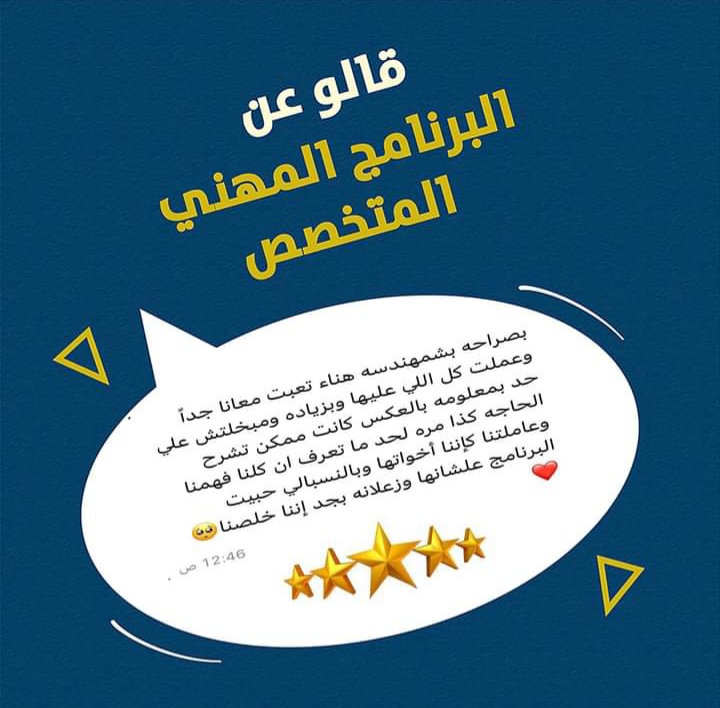 قالو عن
البرنامج المهني
المتخصص
بصراحه بشمهندسه هناء تعبت معانا جداً
وعملت كل اللي عليها وبزياده ومبخلتش علي
حد بمعلومه بالعكس كانت ممكن تشرح
الحاجه كذا مره لحد ما تعرف ان كلنا فهمنا
وعاملتنا كإننا أخواتها وبالنسبالي حبيت
البرنامج علشانها وزعلانه بجد إننا خلصنا🥺
❤️
12:46 ص